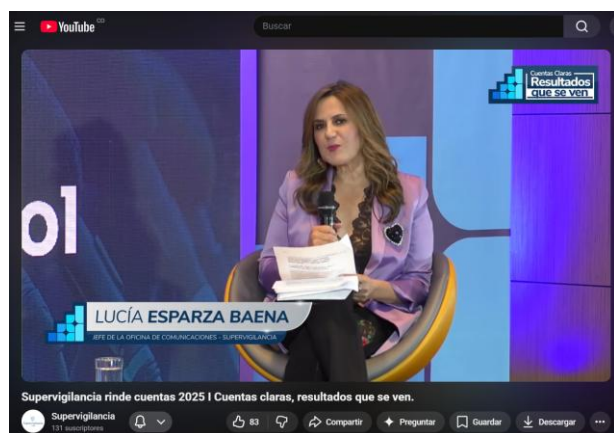 YouTube CO
Buscar
Cuentas Claras
Resultados
que se ven
ol
LUCÍA ESPARZA BAENA
JEFE DE LA OFICINA DE COMUNICACIONES - SUPERVIGILANCIA
Supervigilancia rinde cuentas 2025 I Cuentas claras, resultados que se ven.
Supervigilancia
131 suscriptores
83
Compartir
Preguntar
Guardar
Descargar